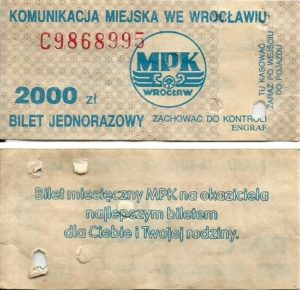 KOMUNIKACJA MIEJSKA WE WROCŁAWIU
C9868995
MPK
WROCŁAW
2000 zł
BILET JEDNORAZOWY
ZACHOWAĆ DO KONTROLI
ENGRAF
TU KASOWAĆ
ZARAZ PO WEJŚCIU
DO POJAZDU
Bilet miesięczny MPK na okaziciela
najlepszym biletem
dla Ciebie i Twojej rodziny.